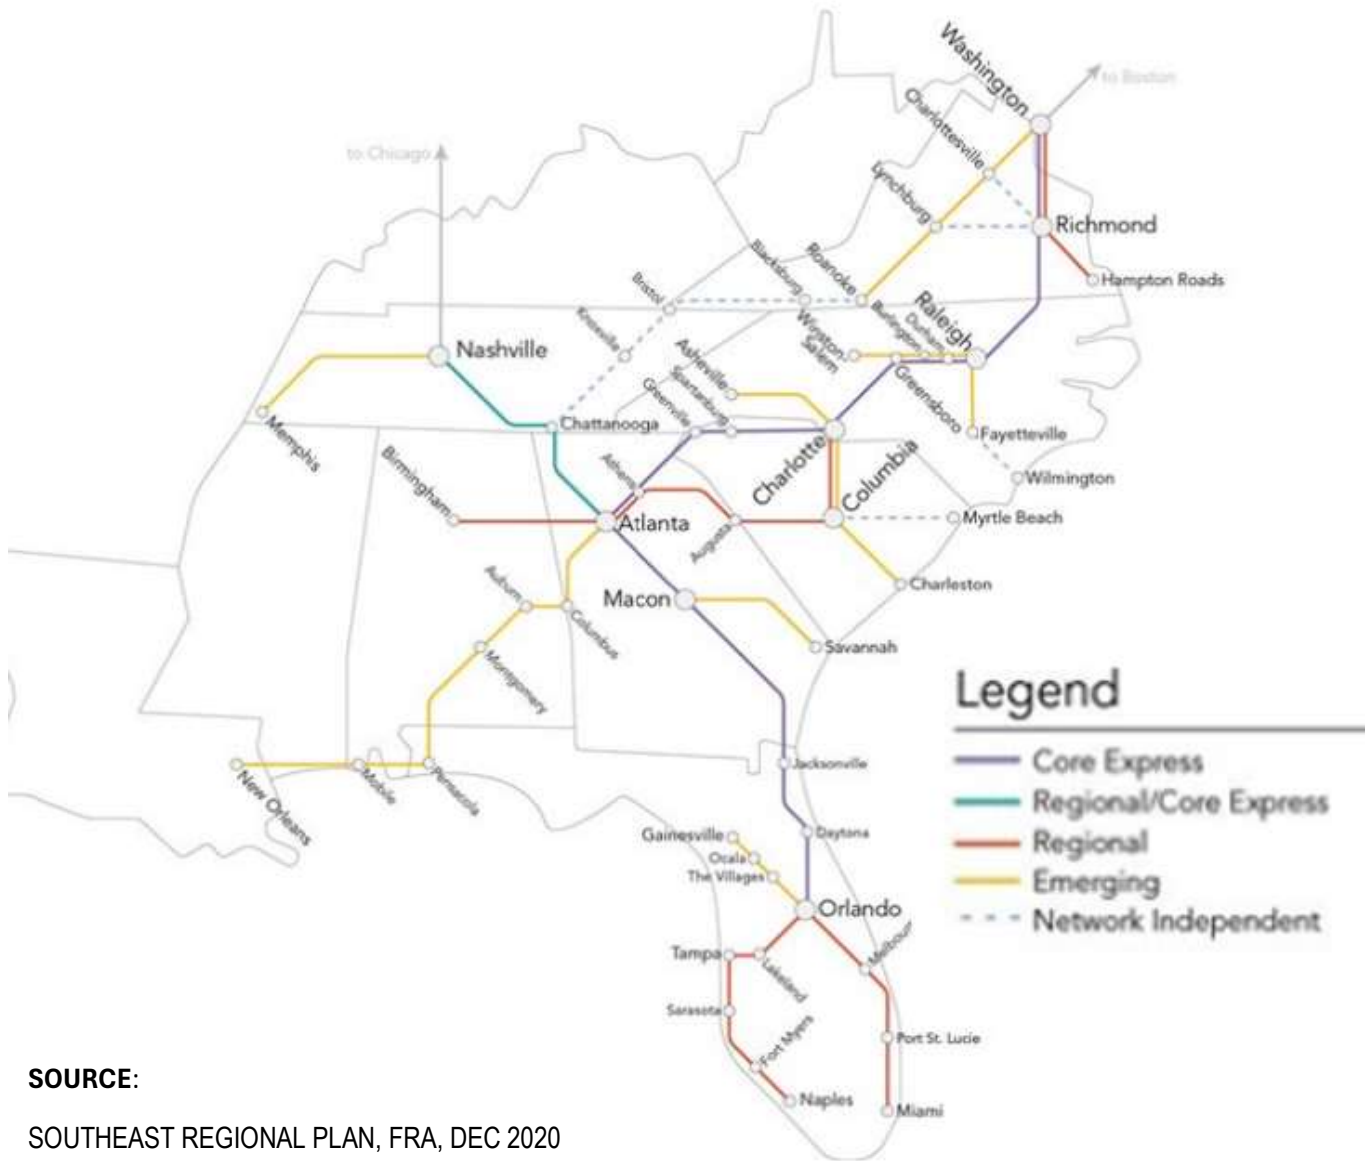 Washington
to Boston
Charlottesville
to Chicago
Lynchburg
Richmond
Hampton Roads
Blacksburg
Roanoke
Bristol
Raleigh
Burlington
Durham
Winston-
Salem
Knoxville
Nashville
Asheville
Spartanburg
Greenville
Greensboro
Memphis
Chattanooga
Fayetteville
Charlotte
Columbia
Birmingham
Athens
Wilmington
Atlanta
Augusta
Myrtle Beach
Charleston
Auburn
Columbus
Macon
Savannah
Montgomery
New Orleans
Mobile
Pensacola
Jacksonville
Daytona
Gainesville
Ocala
The Villages
Orlando
Tampa
Lakeland
Melbour
Sarasota
Port St. Lucie
Fort Myers
Naples
Miami
Legend
Core Express
Regional/Core Express
Regional
Emerging
Network Independent
SOURCE:
SOUTHEAST REGIONAL PLAN, FRA, DEC 2020